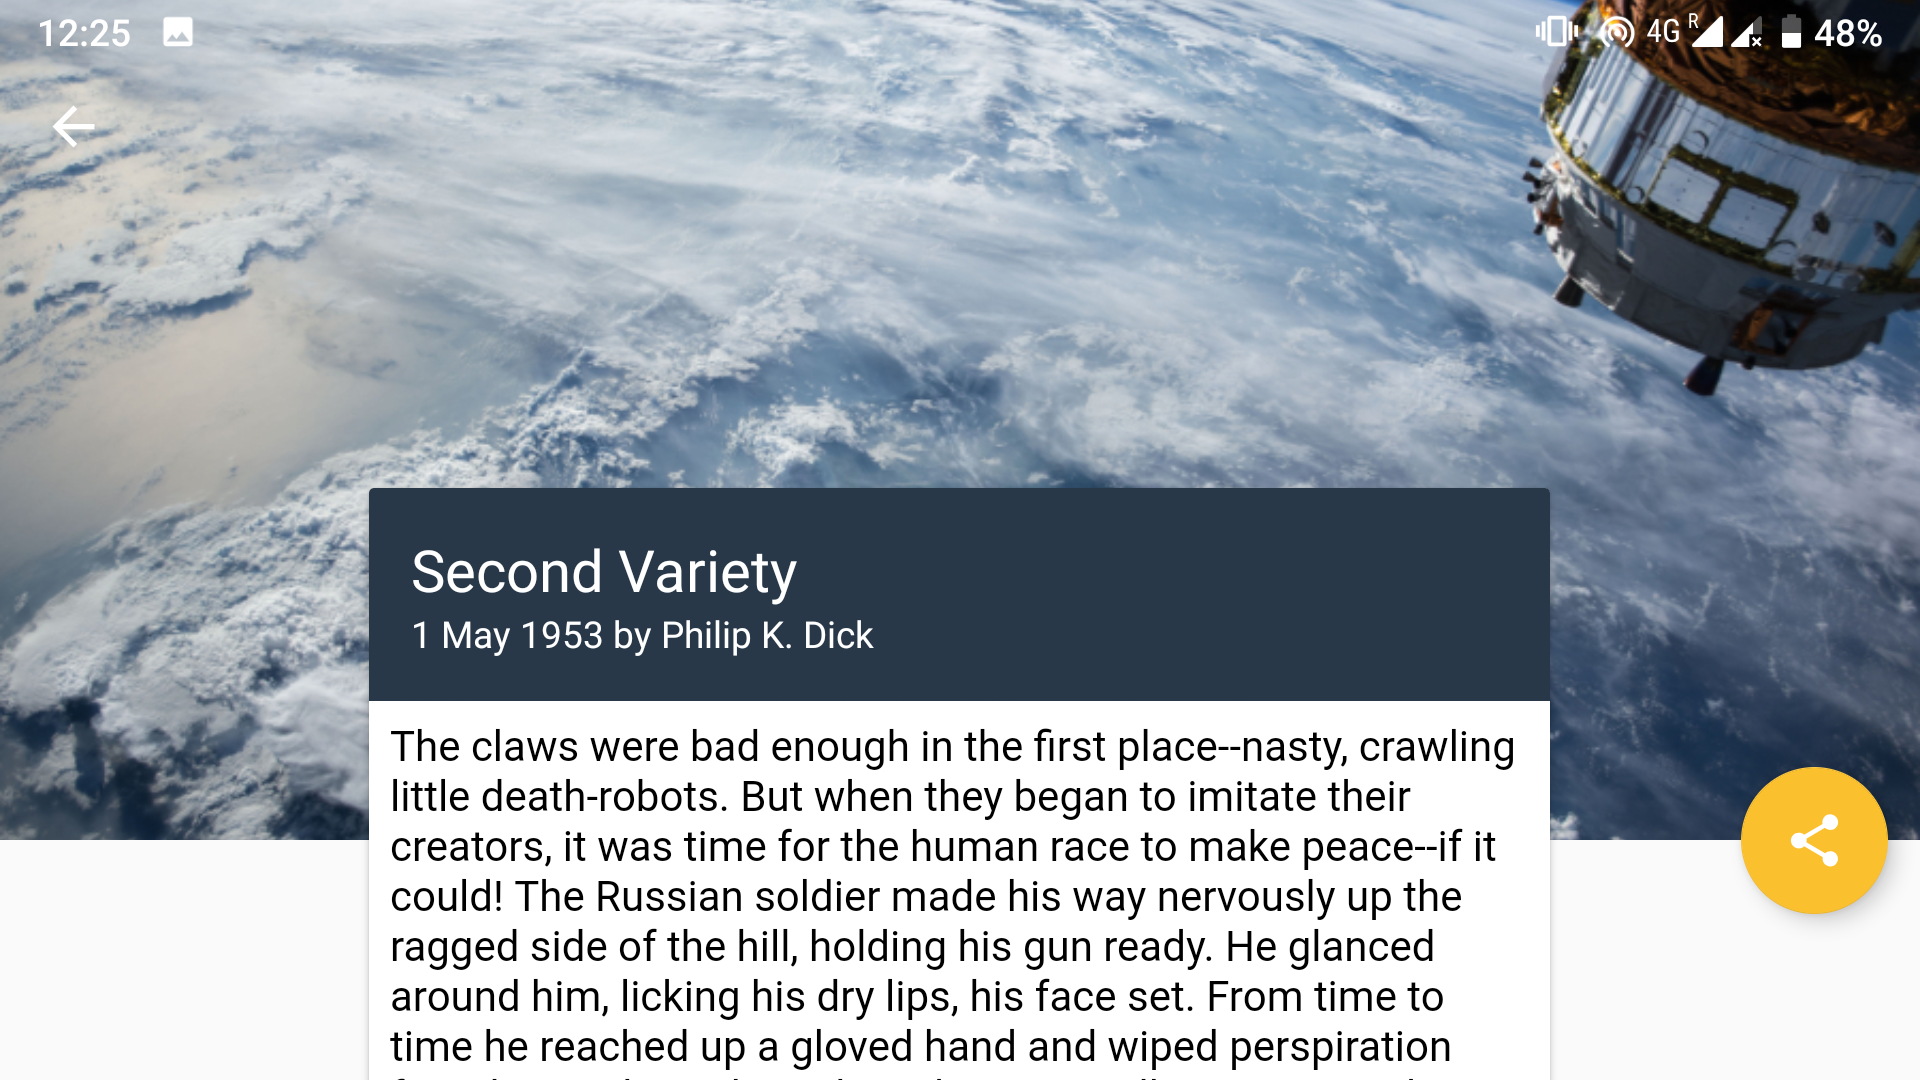 12:25
4G R 48%
Second Variety
1 May 1953 by Philip K. Dick
The claws were bad enough in the first place--nasty, crawling
little death-robots. But when they began to imitate their
creators, it was time for the human race to make peace--if it
could! The Russian soldier made his way nervously up the
ragged side of the hill, holding his gun ready. He glanced
around him, licking his dry lips, his face set. From time to
time he reached up a gloved hand and wiped perspiration